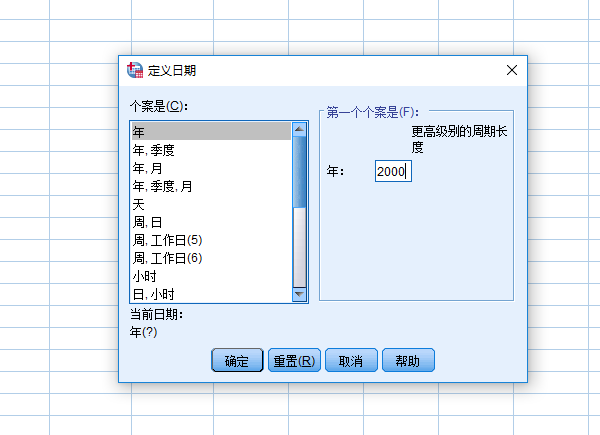 定义日期
个案是(C):
年
年, 季度
年, 月
年, 季度, 月
天
周, 日
周, 工作日(5)
周, 工作日(6)
小时
日, 小时
当前日期:
年(?)
第一个个案是(F):
更高级别的周期长
度
年: 2000
确定 重置(R) 取消 帮助